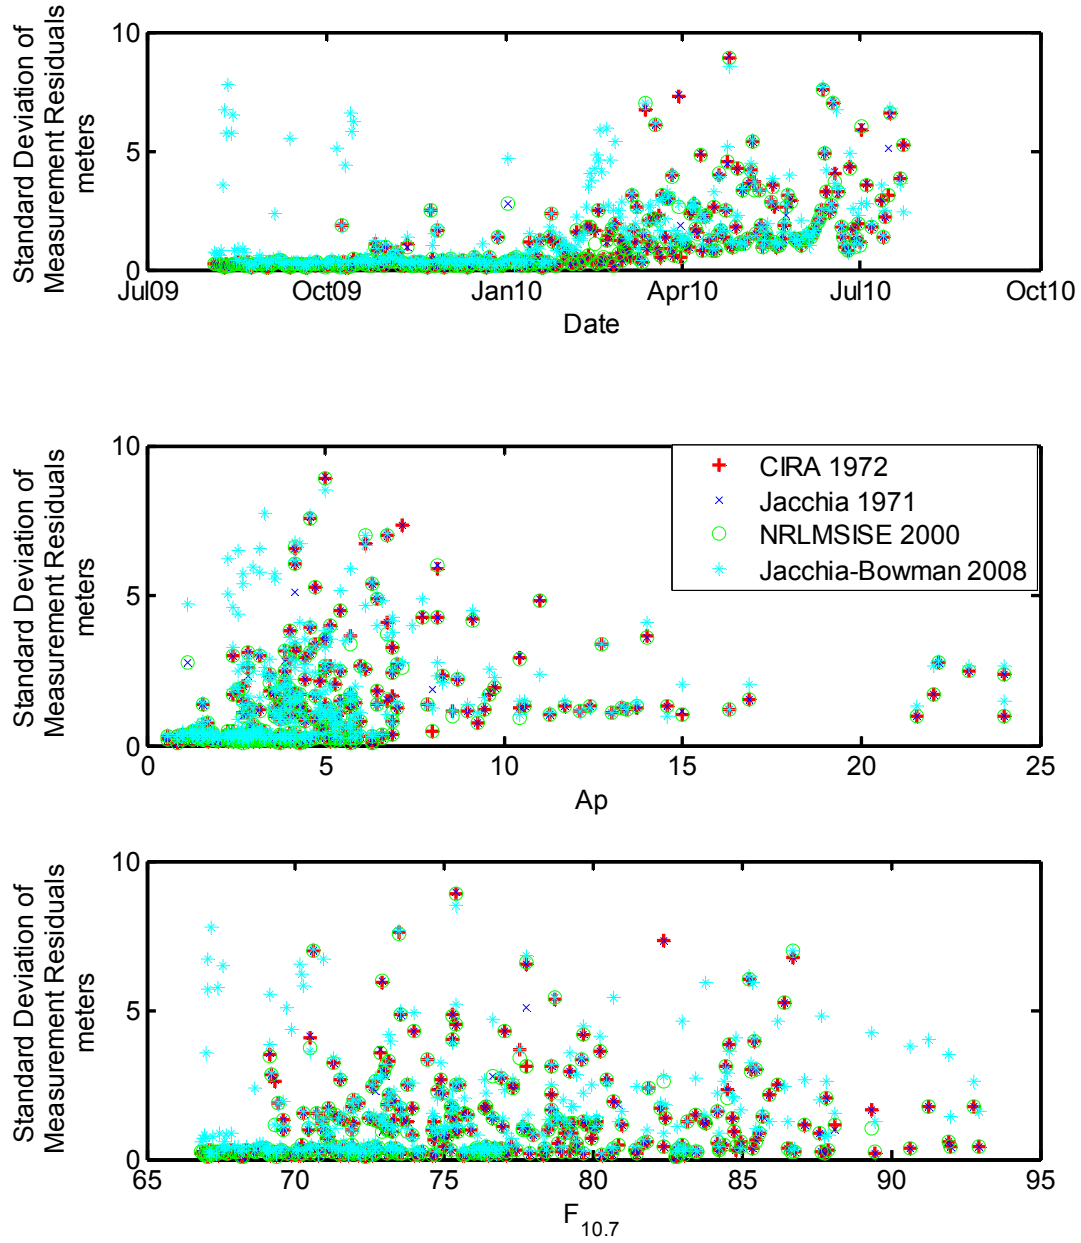 Standard Deviation of
Measurement Residuals
meters
10
5
0
Jul09 Oct09 Jan10 Apr10 Jul10 Oct10
Date
Standard Deviation of
Measurement Residuals
meters
10
5
0
CIRA 1972
Jacchia 1971
NRLMSISE 2000
Jacchia-Bowman 2008
0 5 10 15 20 25
Ap
Standard Deviation of
Measurement Residuals
meters
10
5
0
65 70 75 80 85 90 95
F10.7